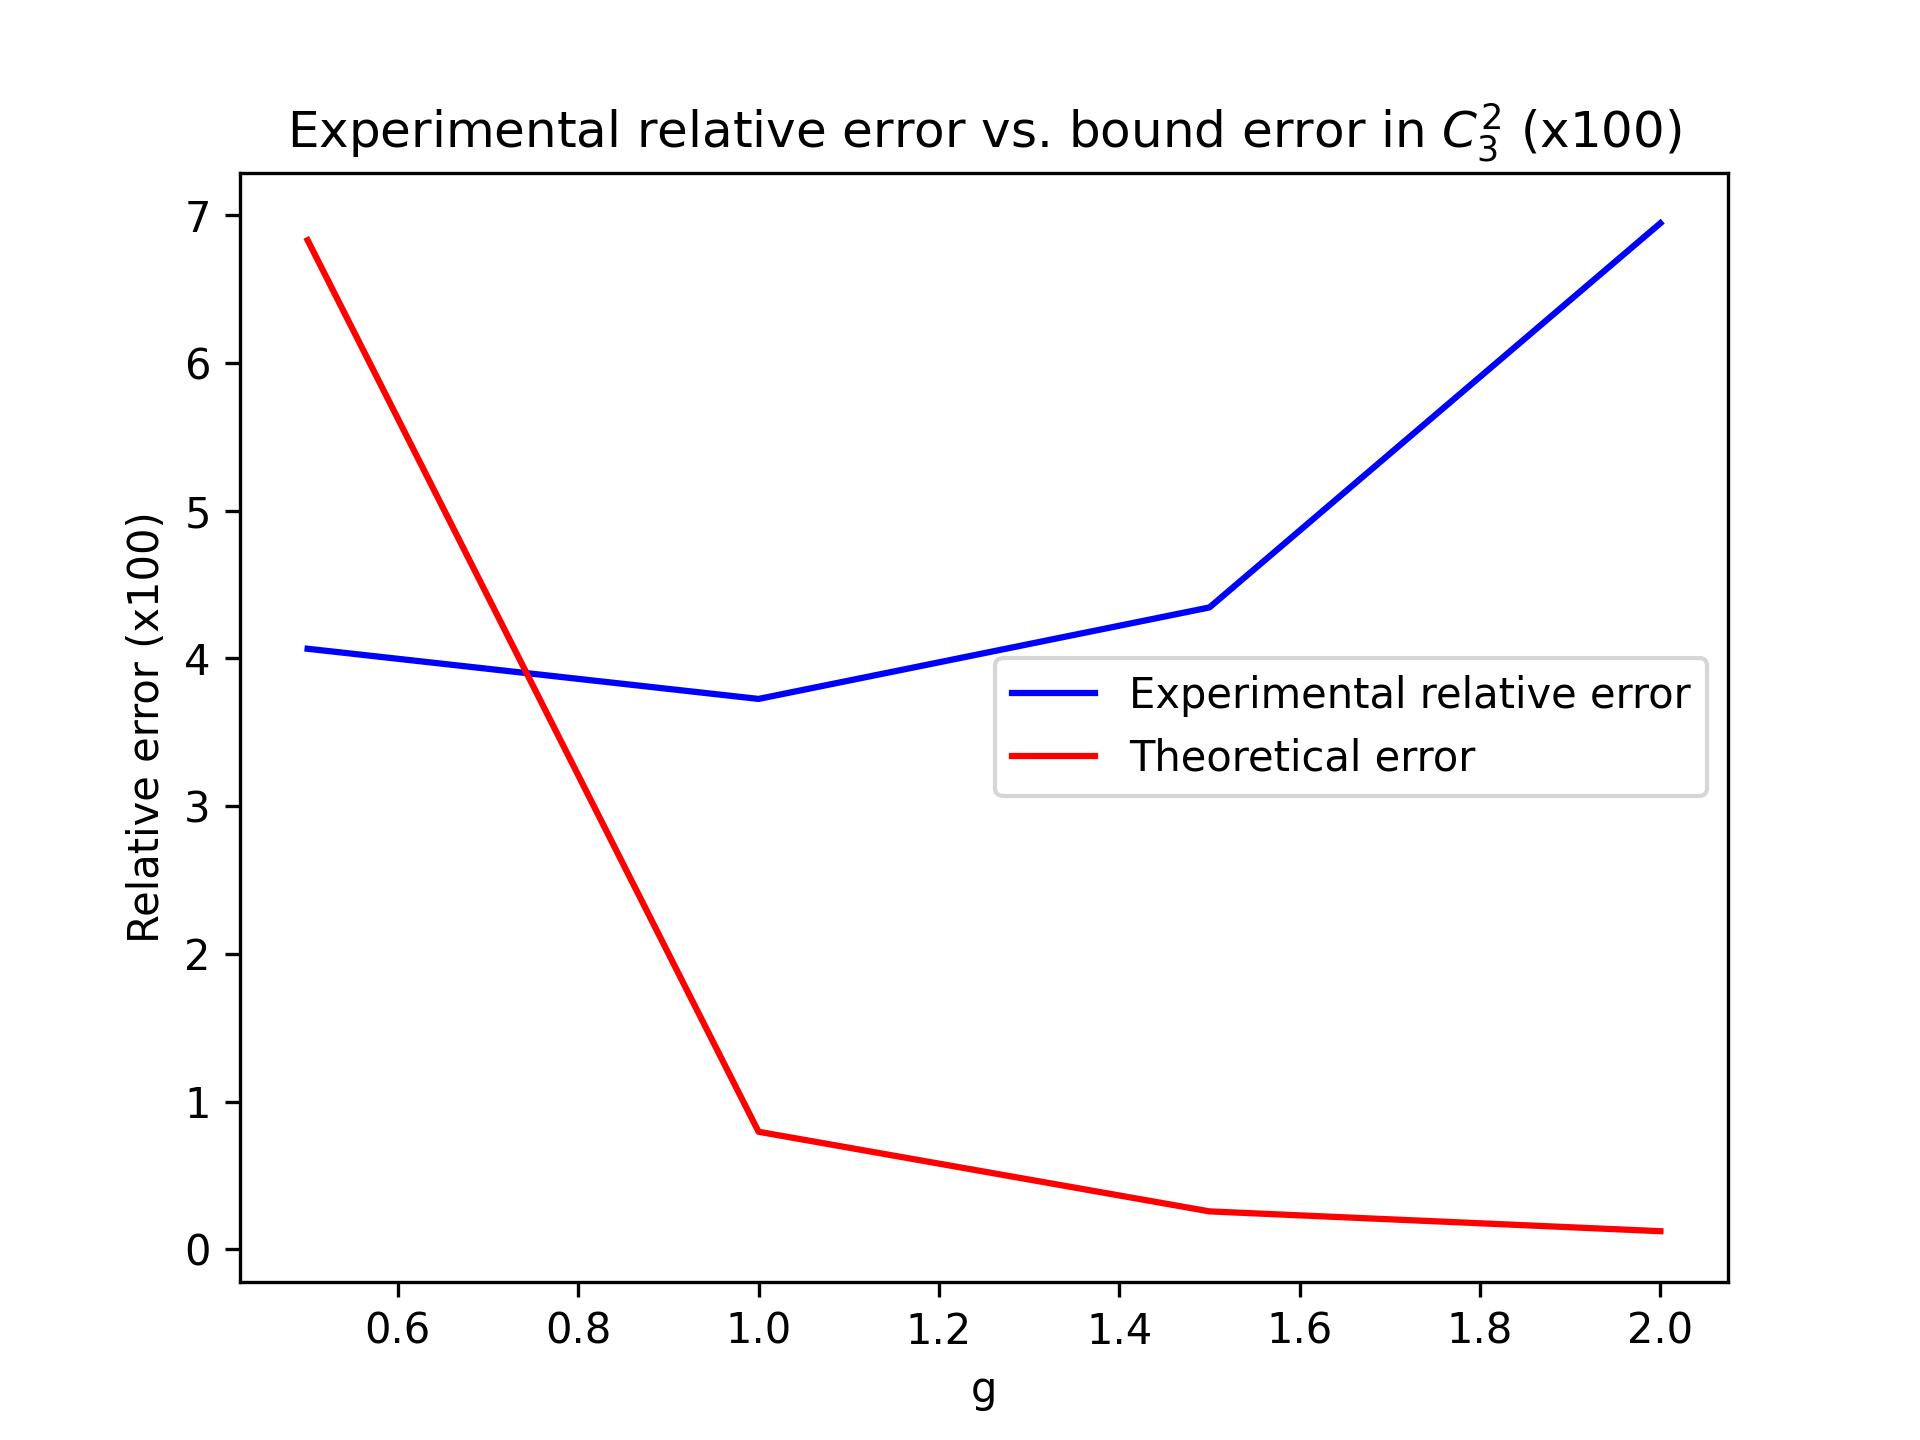 Experimental relative error vs. bound error in $C_3^2$ (x100)
Relative error (x100)
7
6
5
4
3
2
1
0
Experimental relative error
Theoretical error
0.6 0.8 1.0 1.2 1.4 1.6 1.8 2.0
g